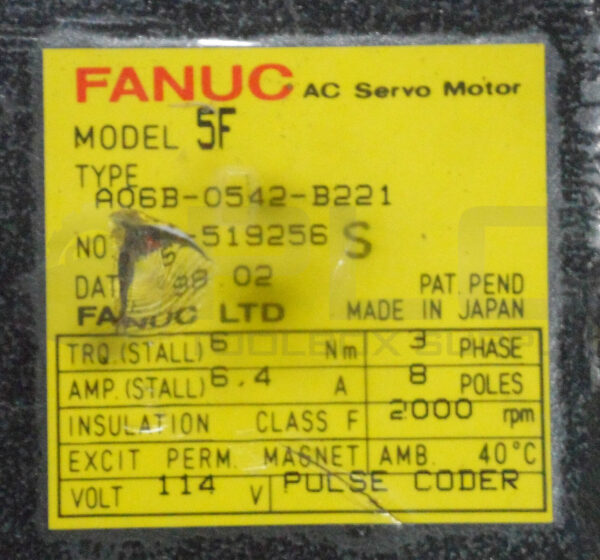 FANUC AC Servo Motor
MODEL 5F
TYPE
A06B-0542-B221
NO. 519256 S
DATE 88 02 PAT. PEND
FANUC LTD MADE IN JAPAN
TRQ.(STALL) 6 Nm 3 PHASE
AMP.(STALL) 6.4 A 8 POLES
INSULATION CLASS F 2000 rpm
EXCIT PERM. MAGNET AMB. 40°C
VOLT 114 V PULSE CODER